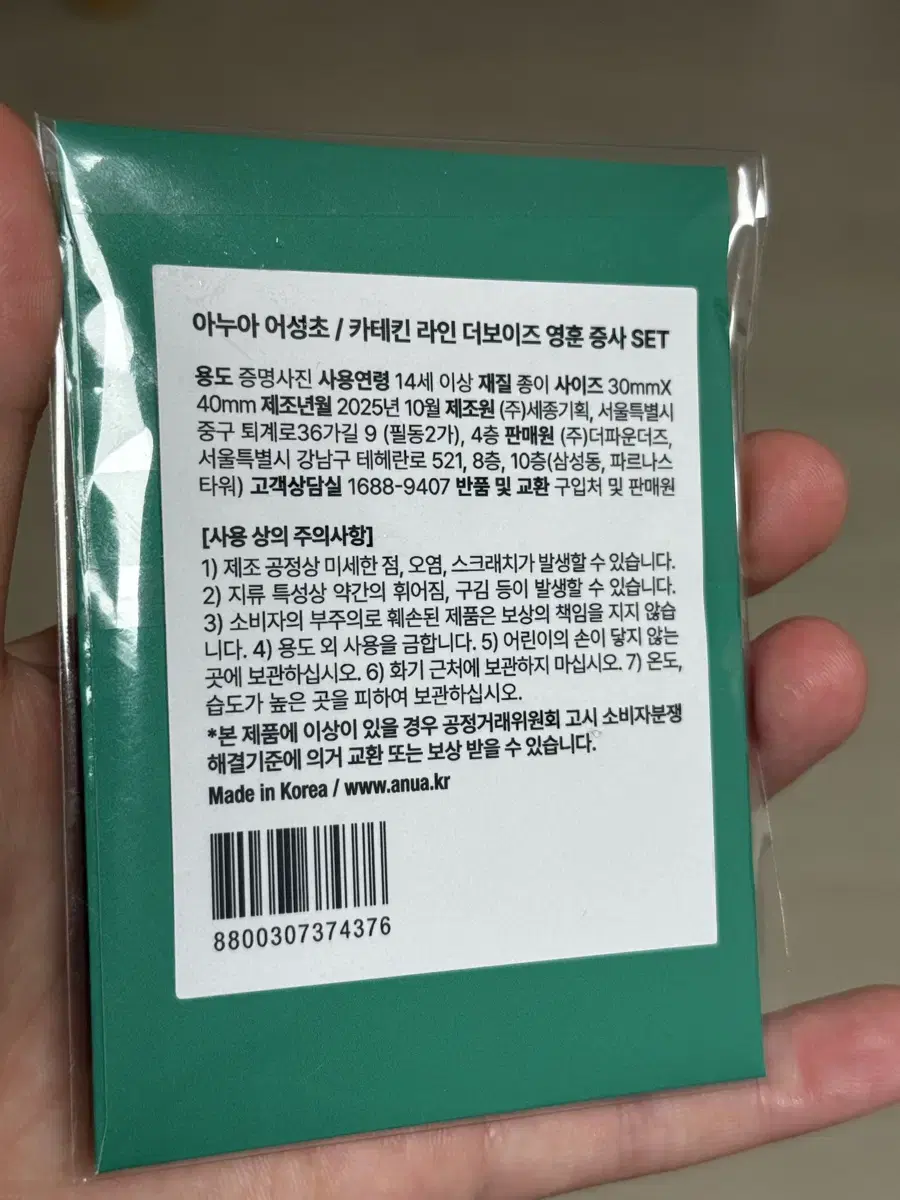 아누아 어성초 / 카테킨 라인 더보이즈 영훈 증사 SET
용도 증명사진 사용연령 14세 이상 재질 종이 사이즈 30mmX
40mm 제조년월 2025년 10월 제조원 (주)세종기획, 서울특별시
중구 퇴계로36가길 9 (필동2가), 4층 판매원 (주)더파운더즈,
서울특별시 강남구 테헤란로 521, 8층, 10층(삼성동, 파르나스
타워) 고객상담실 1688-9407 반품 및 교환 구입처 및 판매원
[사용 상의 주의사항]
1) 제조 공정상 미세한 점, 오염, 스크래치가 발생할 수 있습니다.
2) 지류 특성상 약간의 휘어짐, 구김 등이 발생할 수 있습니다.
3) 소비자의 부주의로 훼손된 제품은 보상의 책임을 지지 않습
니다. 4) 용도 외 사용을 금합니다. 5) 어린이의 손이 닿지 않는
곳에 보관하십시오. 6) 화기 근처에 보관하지 마십시오. 7) 온도,
습도가 높은 곳을 피하여 보관하십시오.
*본 제품에 이상이 있을 경우 공정거래위원회 고시 소비자분쟁
해결기준에 의거 교환 또는 보상 받을 수 있습니다.
Made in Korea / www.anua.kr
8800307374376